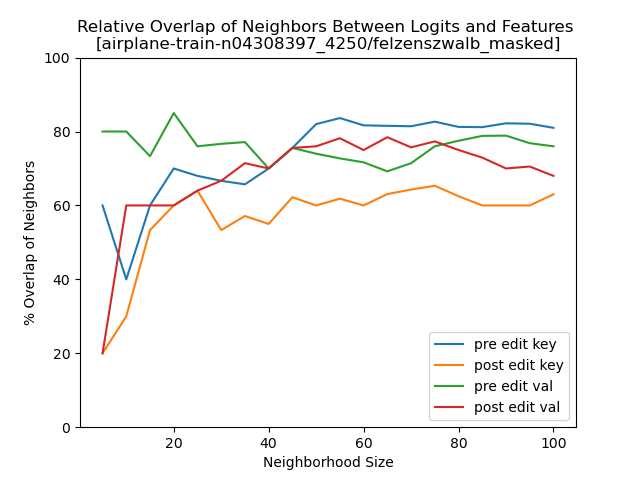 Relative Overlap of Neighbors Between Logits and Features
[airplane-train-n04308397_4250/felzenszwalb_masked]
% Overlap of Neighbors
100
80
60
40
20
0
20 40 60 80 100
Neighborhood Size
pre edit key
post edit key
pre edit val
post edit val